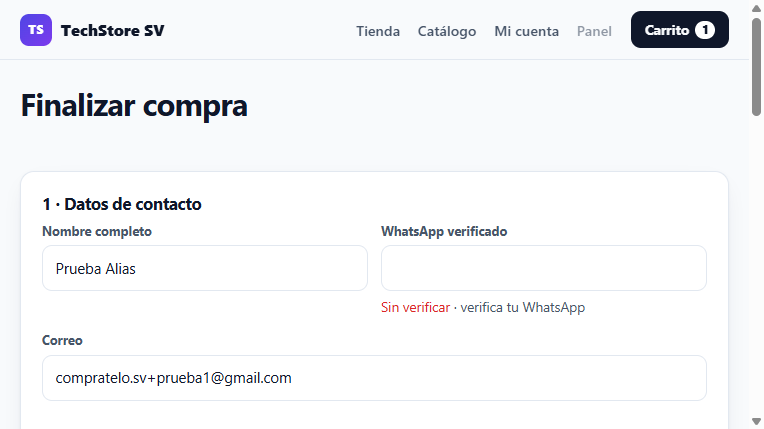 TS TechStore SV Tienda Catálogo Mi cuenta Panel Carrito 1
Finalizar compra
1 · Datos de contacto
Nombre completo WhatsApp verificado
Prueba Alias
Sin verificar · verifica tu WhatsApp
Correo
compratelo.sv+prueba1@gmail.com